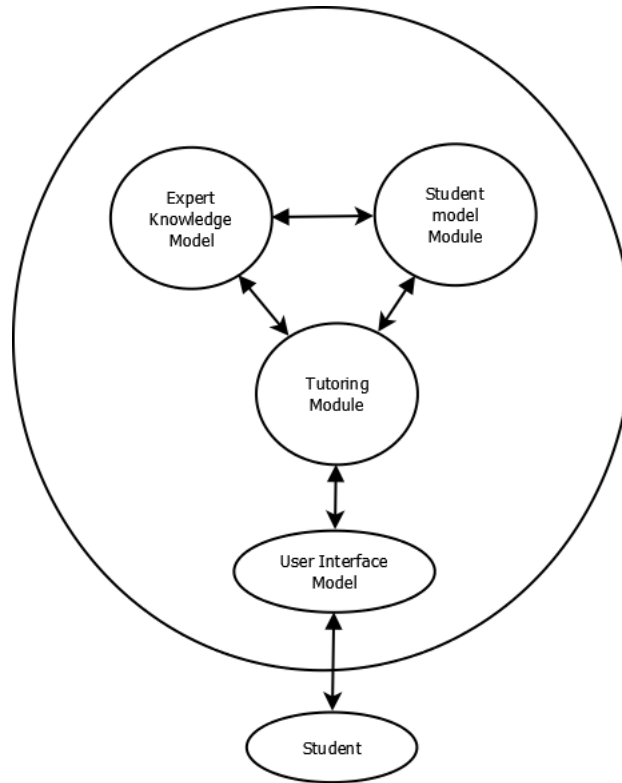 Expert
Knowledge
Model
Student
model
Module
Tutoring
Module
User Interface
Model
Student